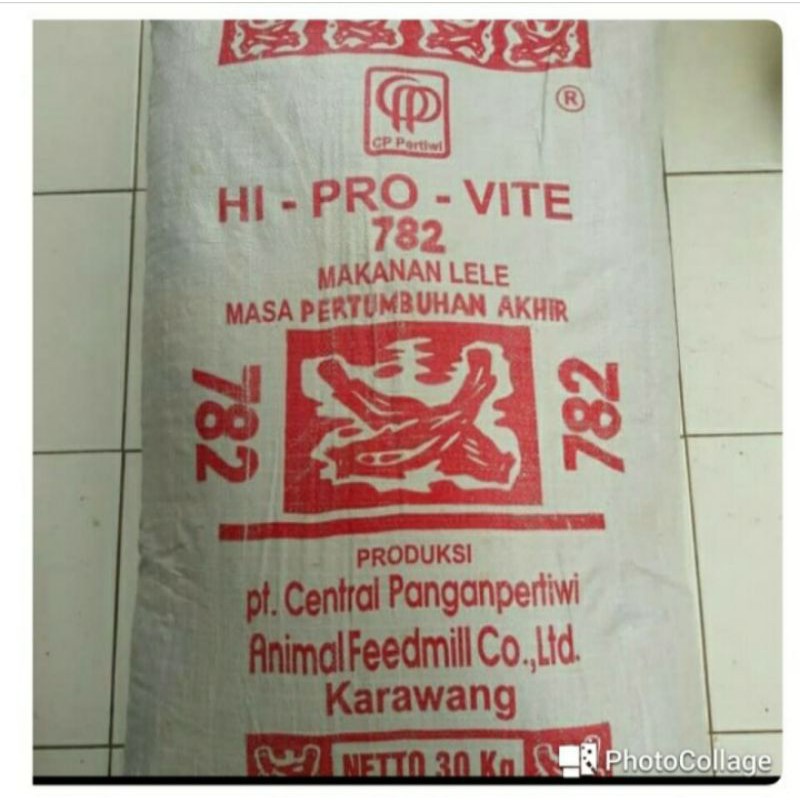 CP Pertiwi
®
HI - PRO - VITE
782
MAKANAN LELE
MASA PERTUMBUHAN AKHIR
782
782
PRODUKSI
pt. Central Panganpertiwi
Animal Feedmill Co.,Ltd.
Karawang
NETTO 30 Kg
PhotoCollage